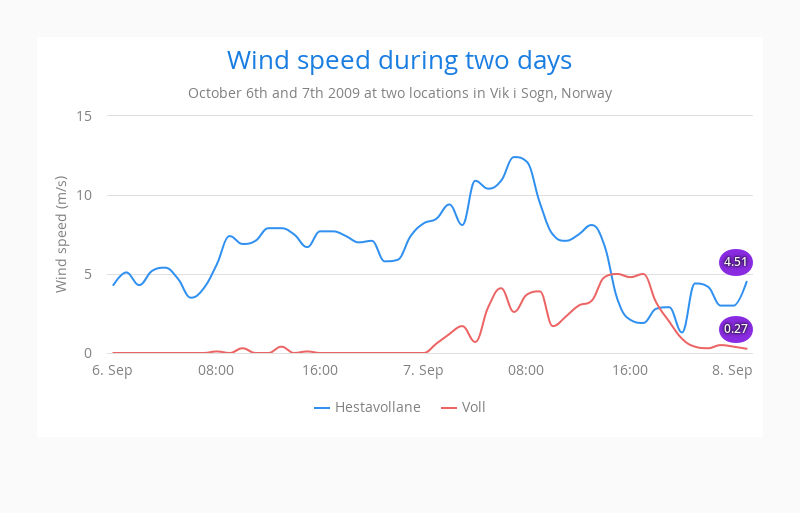 Wind speed during two days
October 6th and 7th 2009 at two locations in Vik i Sogn, Norway
Wind speed (m/s)
15
10
5
0
4.51
0.27
6. Sep
08:00
16:00
7. Sep
08:00
16:00
8. Sep
Hestavollane
Voll